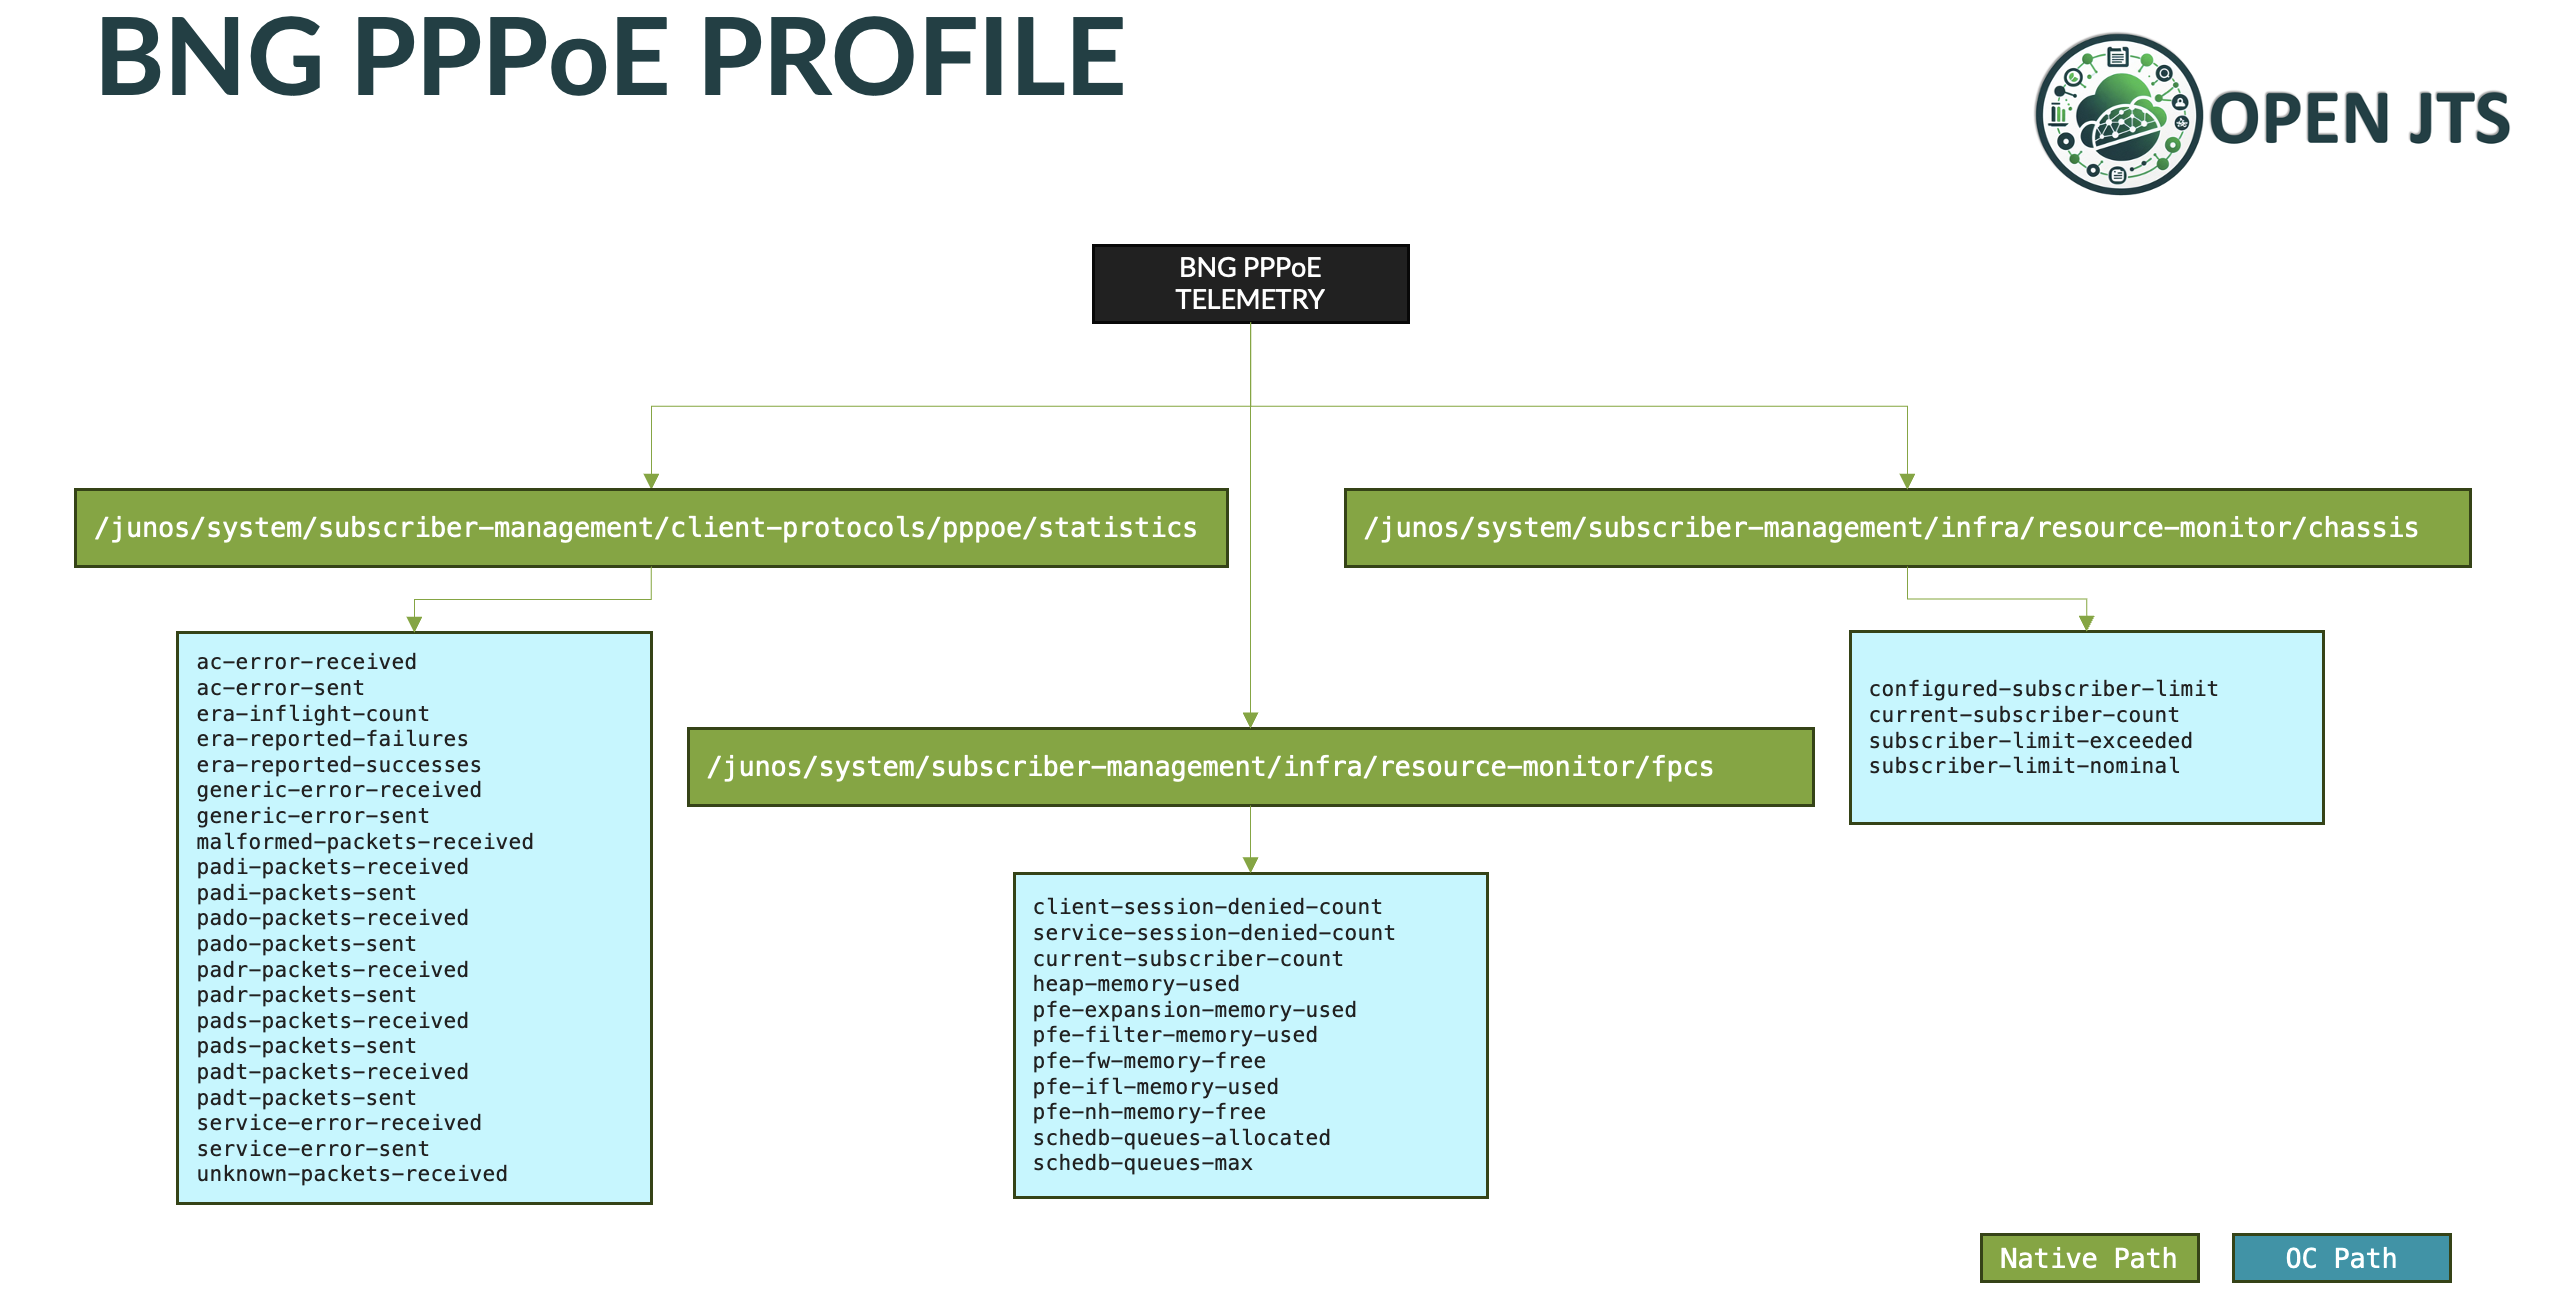 BNG PPPoE PROFILE
OPEN JTS
BNG PPPoE
TELEMETRY
/junos/system/subscriber-management/client-protocols/pppoe/statistics
/junos/system/subscriber-management/infra/resource-monitor/chassis
ac-error-received
ac-error-sent
era-inflight-count
era-reported-failures
era-reported-successes
generic-error-received
generic-error-sent
malformed-packets-received
padi-packets-received
padi-packets-sent
pado-packets-received
pado-packets-sent
padr-packets-received
padr-packets-sent
pads-packets-received
pads-packets-sent
padt-packets-received
padt-packets-sent
service-error-received
service-error-sent
unknown-packets-received
/junos/system/subscriber-management/infra/resource-monitor/fpcs
client-session-denied-count
service-session-denied-count
current-subscriber-count
heap-memory-used
pfe-expansion-memory-used
pfe-filter-memory-used
pfe-fw-memory-free
pfe-ifl-memory-used
pfe-nh-memory-free
schedb-queues-allocated
schedb-queues-max
configured-subscriber-limit
current-subscriber-count
subscriber-limit-exceeded
subscriber-limit-nominal
Native Path
OC Path